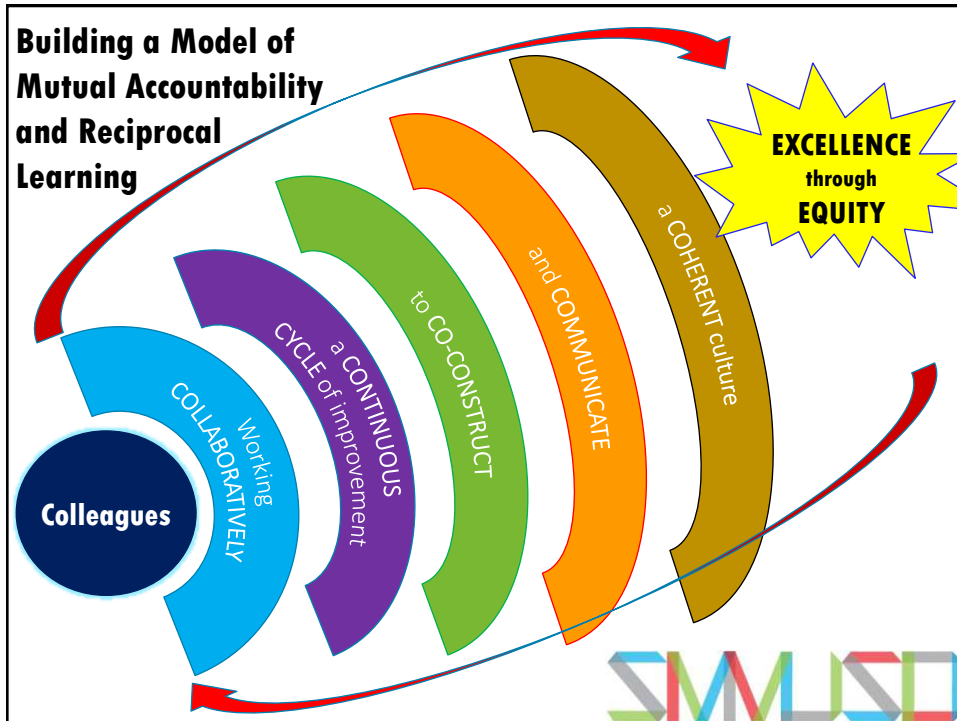 Building a Model of
Mutual Accountability
and Reciprocal
Learning
EXCELLENCE
through
EQUITY
Colleagues
Working
COLLABORATIVELY
a CONTINUOUS
CYCLE of improvement
to CO-CONSTRUCT
and COMMUNICATE
a COHERENT culture
SMMUSD